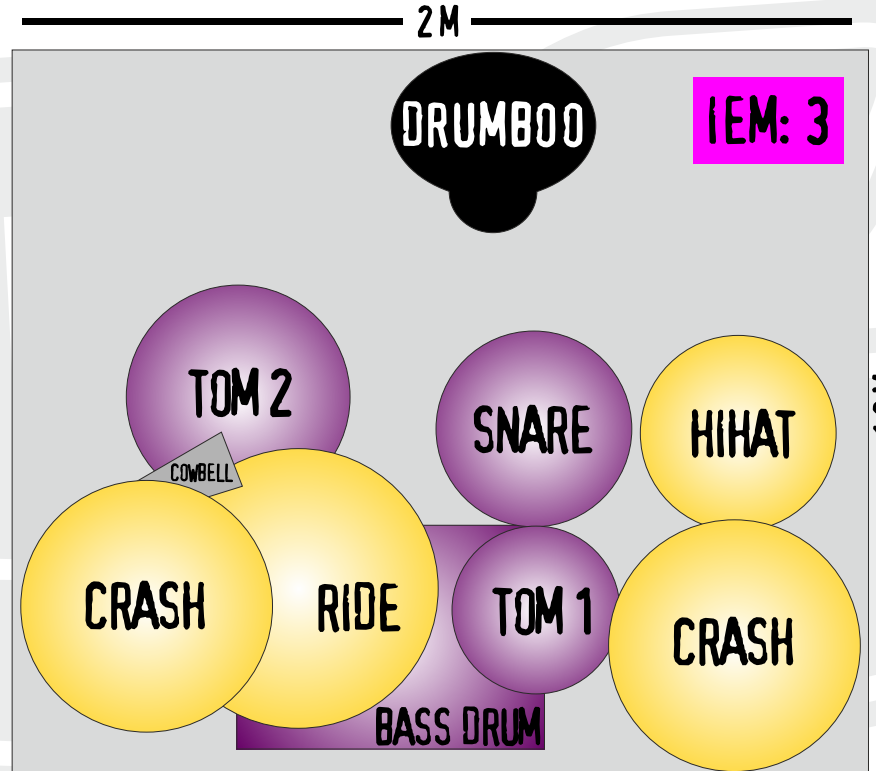 2M
DRUMBOO
IEM: 3
TOM 2
SNARE
HIHAT
COWBELL
CRASH
RIDE
TOM 1
CRASH
BASS DRUM